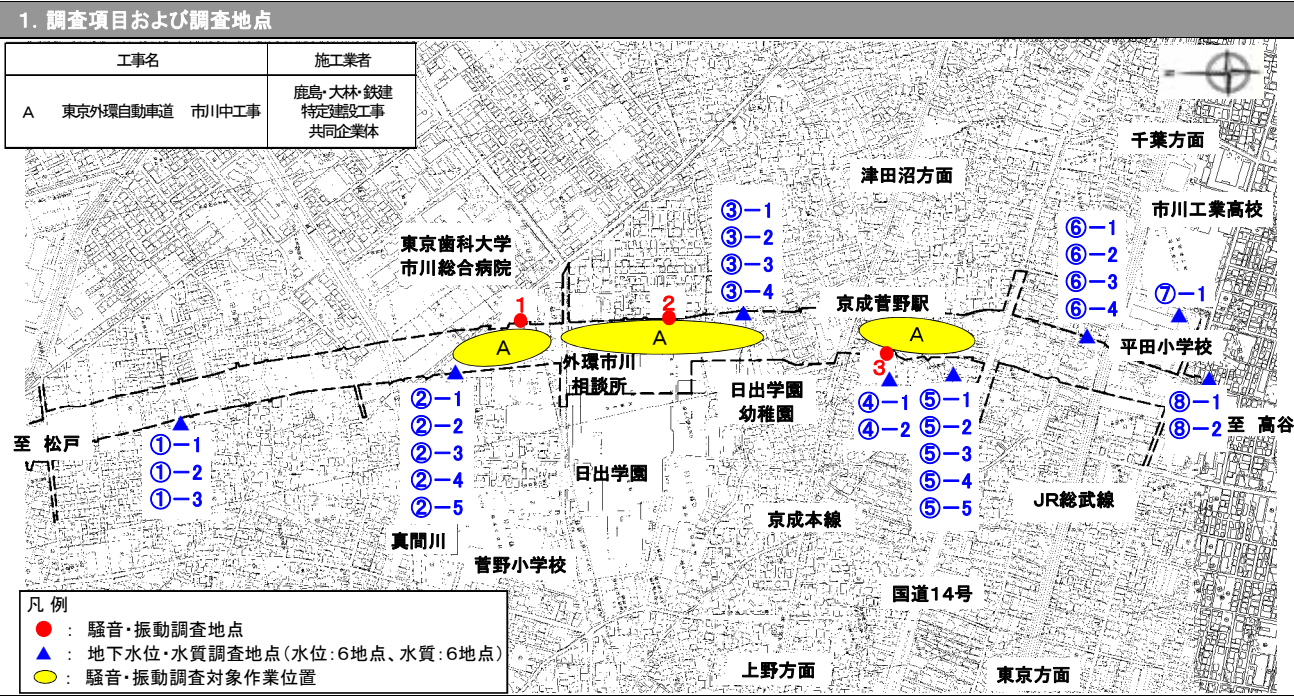 1. 調査項目および調査地点
工事名
施工業者
A 東京外環自動車道 市川中工事
鹿島・大林・鉄建
特定建設工事
共同企業体
千葉方面
津田沼方面
市川工業高校
東京歯科大学
市川総合病院
③－1
③－2
③－3
③－4
⑥－1
⑥－2
⑥－3
⑥－4
⑦－1
京成菅野駅
1
2
A
A
A
3
平田小学校
外環市川
相談所
日出学園
幼稚園
②－1
②－2
②－3
②－4
②－5
④－1
④－2
⑤－1
⑤－2
⑤－3
⑤－4
⑤－5
⑧－1
⑧－2
至 高谷
至 松戸
①－1
①－2
①－3
日出学園
JR総武線
京成本線
真間川
菅野小学校
国道14号
上野方面
東京方面
凡 例
● : 騒音・振動調査地点
▲ : 地下水位・水質調査地点(水位:6地点、水質:6地点)
: 騒音・振動調査対象作業位置